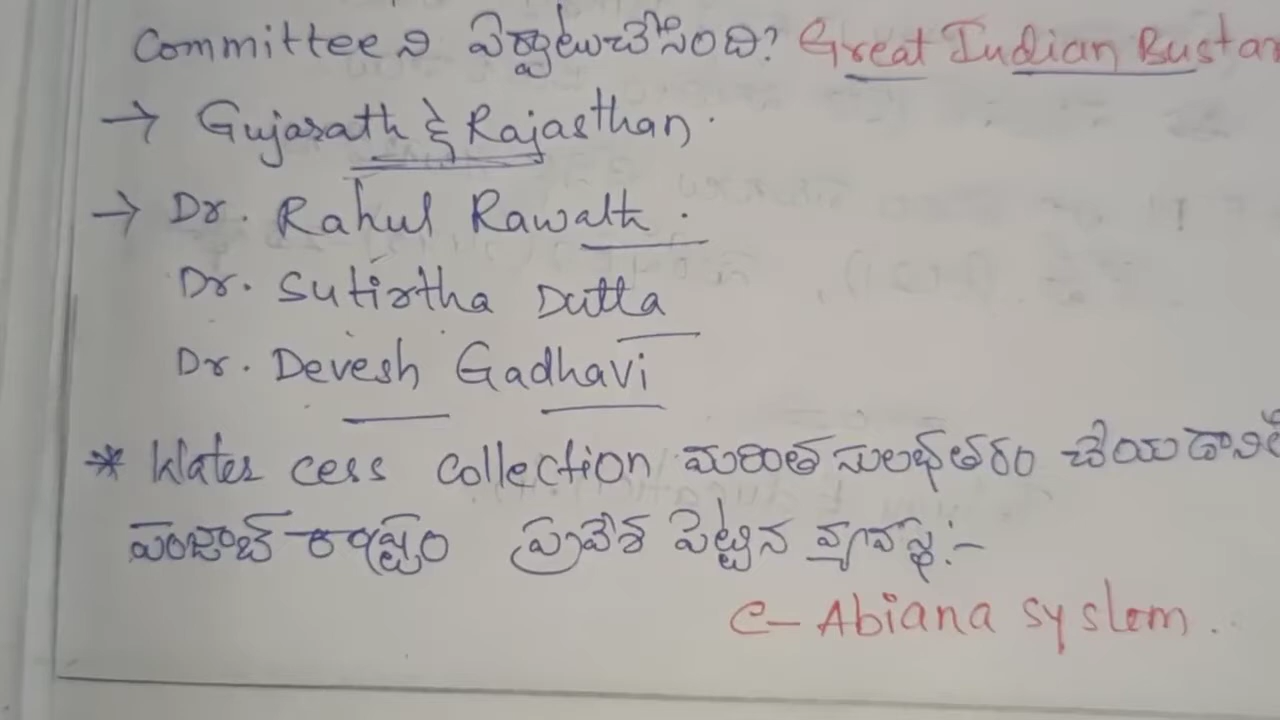 Committee ని ఏర్పాటుచేసింది? Great Indian Bustar
→ Gujarath & Rajasthan.
→ Dr. Rahul Rawath.
Dr. Sutirtha Dutta
Dr. Devesh Gadhavi
* Water cess collection మరింత సులభతరం చేయడానికి
పంజాబ్ రాష్ట్రం ప్రవేశ పెట్టిన వ్యవస్థ:-
e-Abiana system.